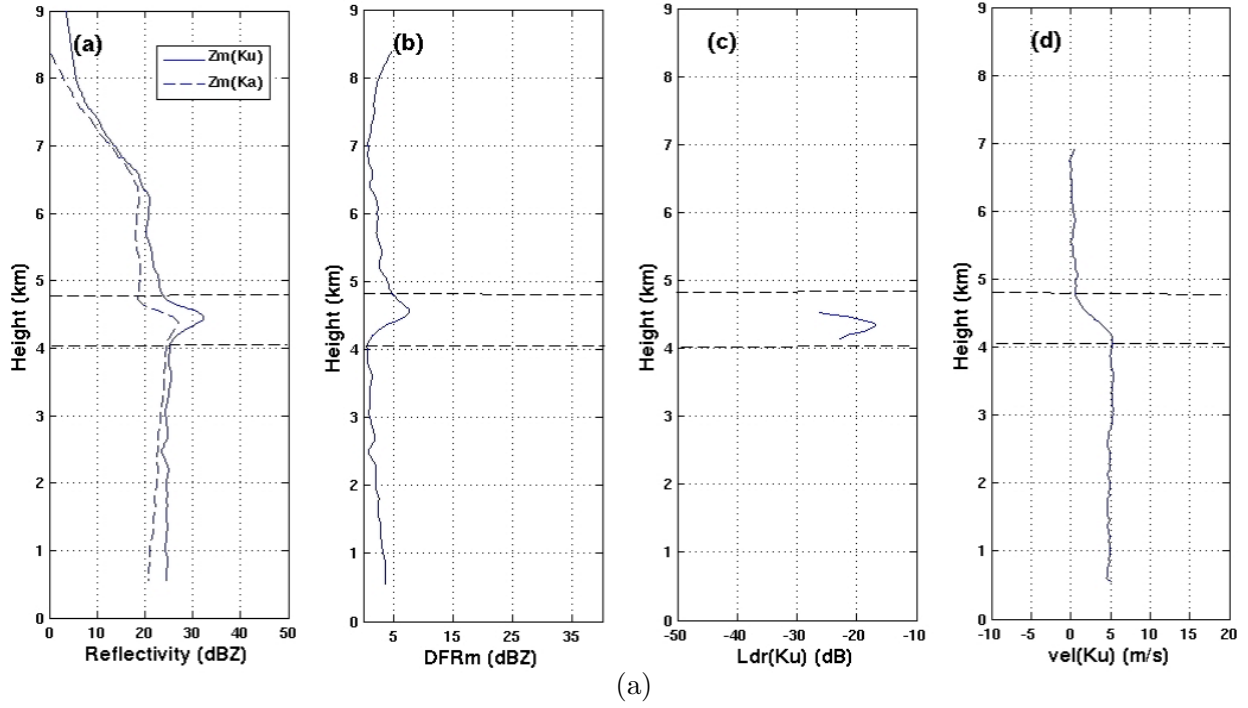 (a)
Zm(Ku)
Zm(Ka)
Height (km)
9
8
7
6
5
4
3
2
1
0
0 10 20 30 40 50
Reflectivity (dBZ)
(b)
Height (km)
9
8
7
6
5
4
3
2
1
0
5 15 25 35
DFRm (dBZ)
(c)
Height (km)
9
8
7
6
5
4
3
2
1
0
-50 -40 -30 -20 -10
Ldr(Ku) (dB)
(d)
Height (km)
9
8
7
6
5
4
3
2
1
0
-10 -5 0 5 10 15 20
vel(Ku) (m/s)
(a)